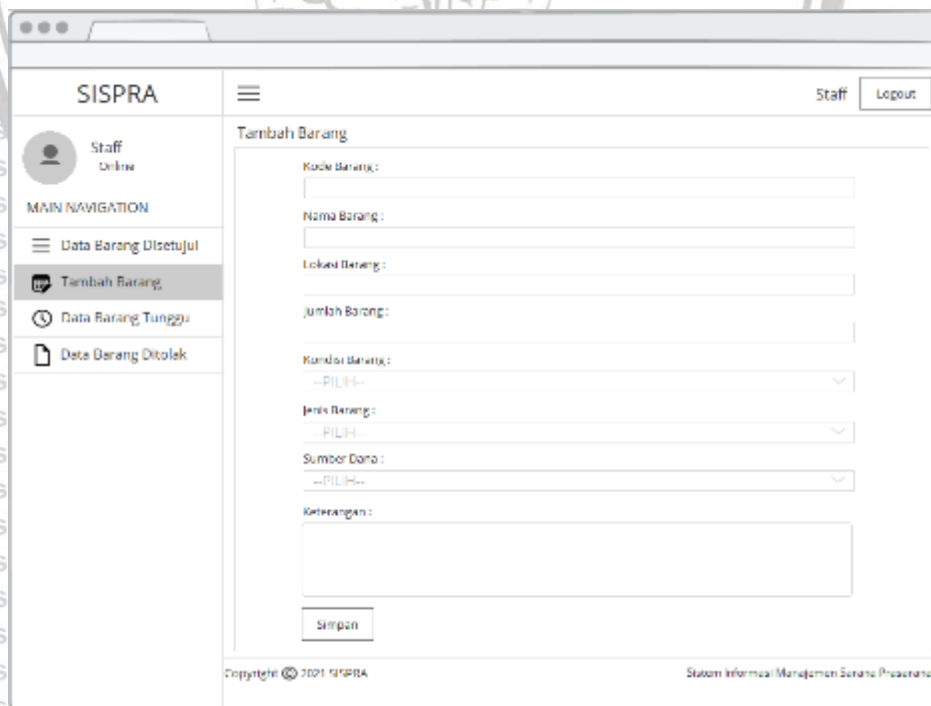 SISPRA
Staff
Logout
Staff
Online
MAIN NAVIGATION
Data Barang Disetujui
Tambah Barang
Data Barang Tunggu
Data Barang Ditolak
Tambah Barang
Kode Barang :
Nama Barang :
Lokasi Barang :
Jumlah Barang :
Kondisi Barang :
--PILIH--
Jenis Barang :
--PILIH--
Sumber Dana :
--PILIH--
Keterangan :
Simpan
Copyright © 2021 SISPRA
Sistem Informasi Manajemen Sarana Prasarana